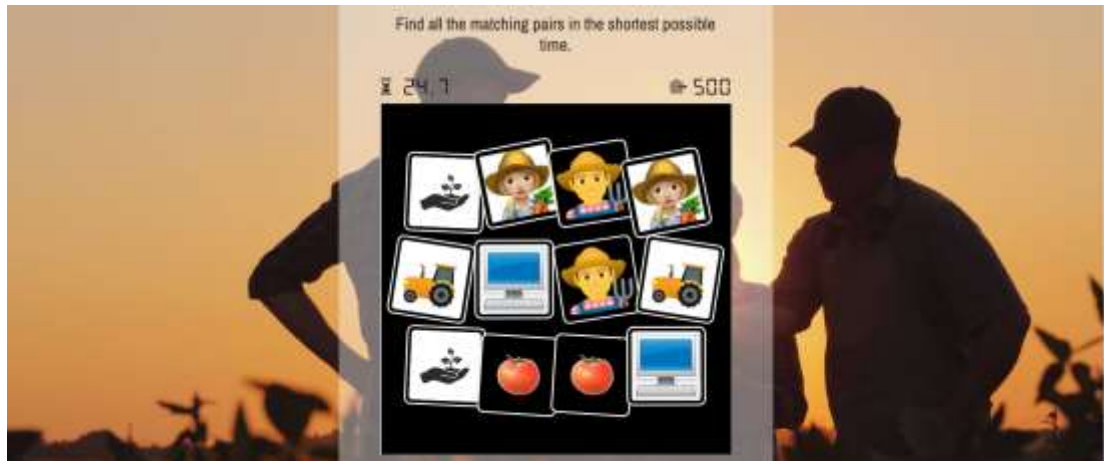 Find all the matching pairs in the shortest possible
time.
24.7
500